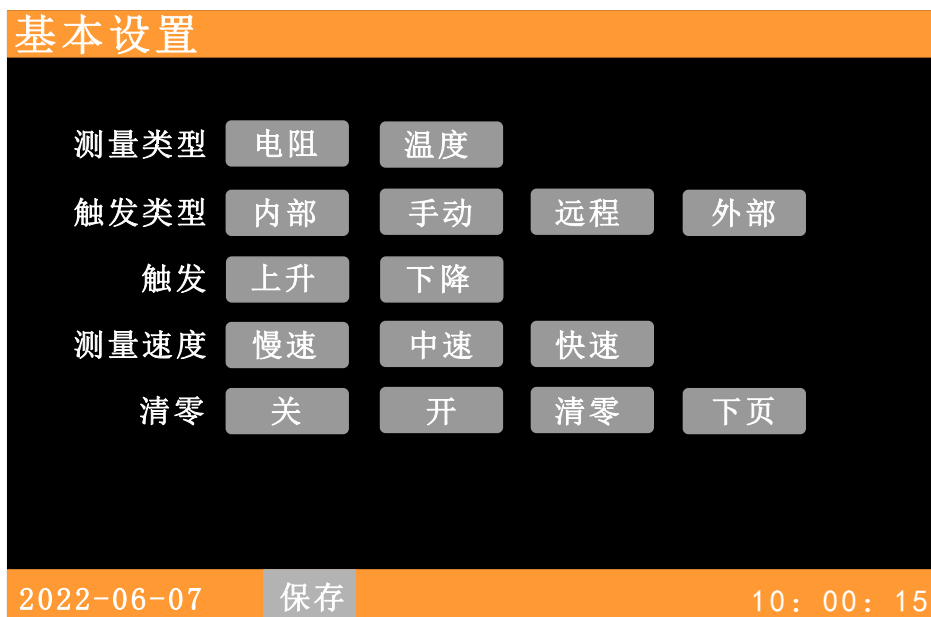 基本设置
测量类型 电阻 温度
触发类型 内部 手动 远程 外部
触发 上升 下降
测量速度 慢速 中速 快速
清零 关 开 清零 下页
2022-06-07 保存 10: 00: 15